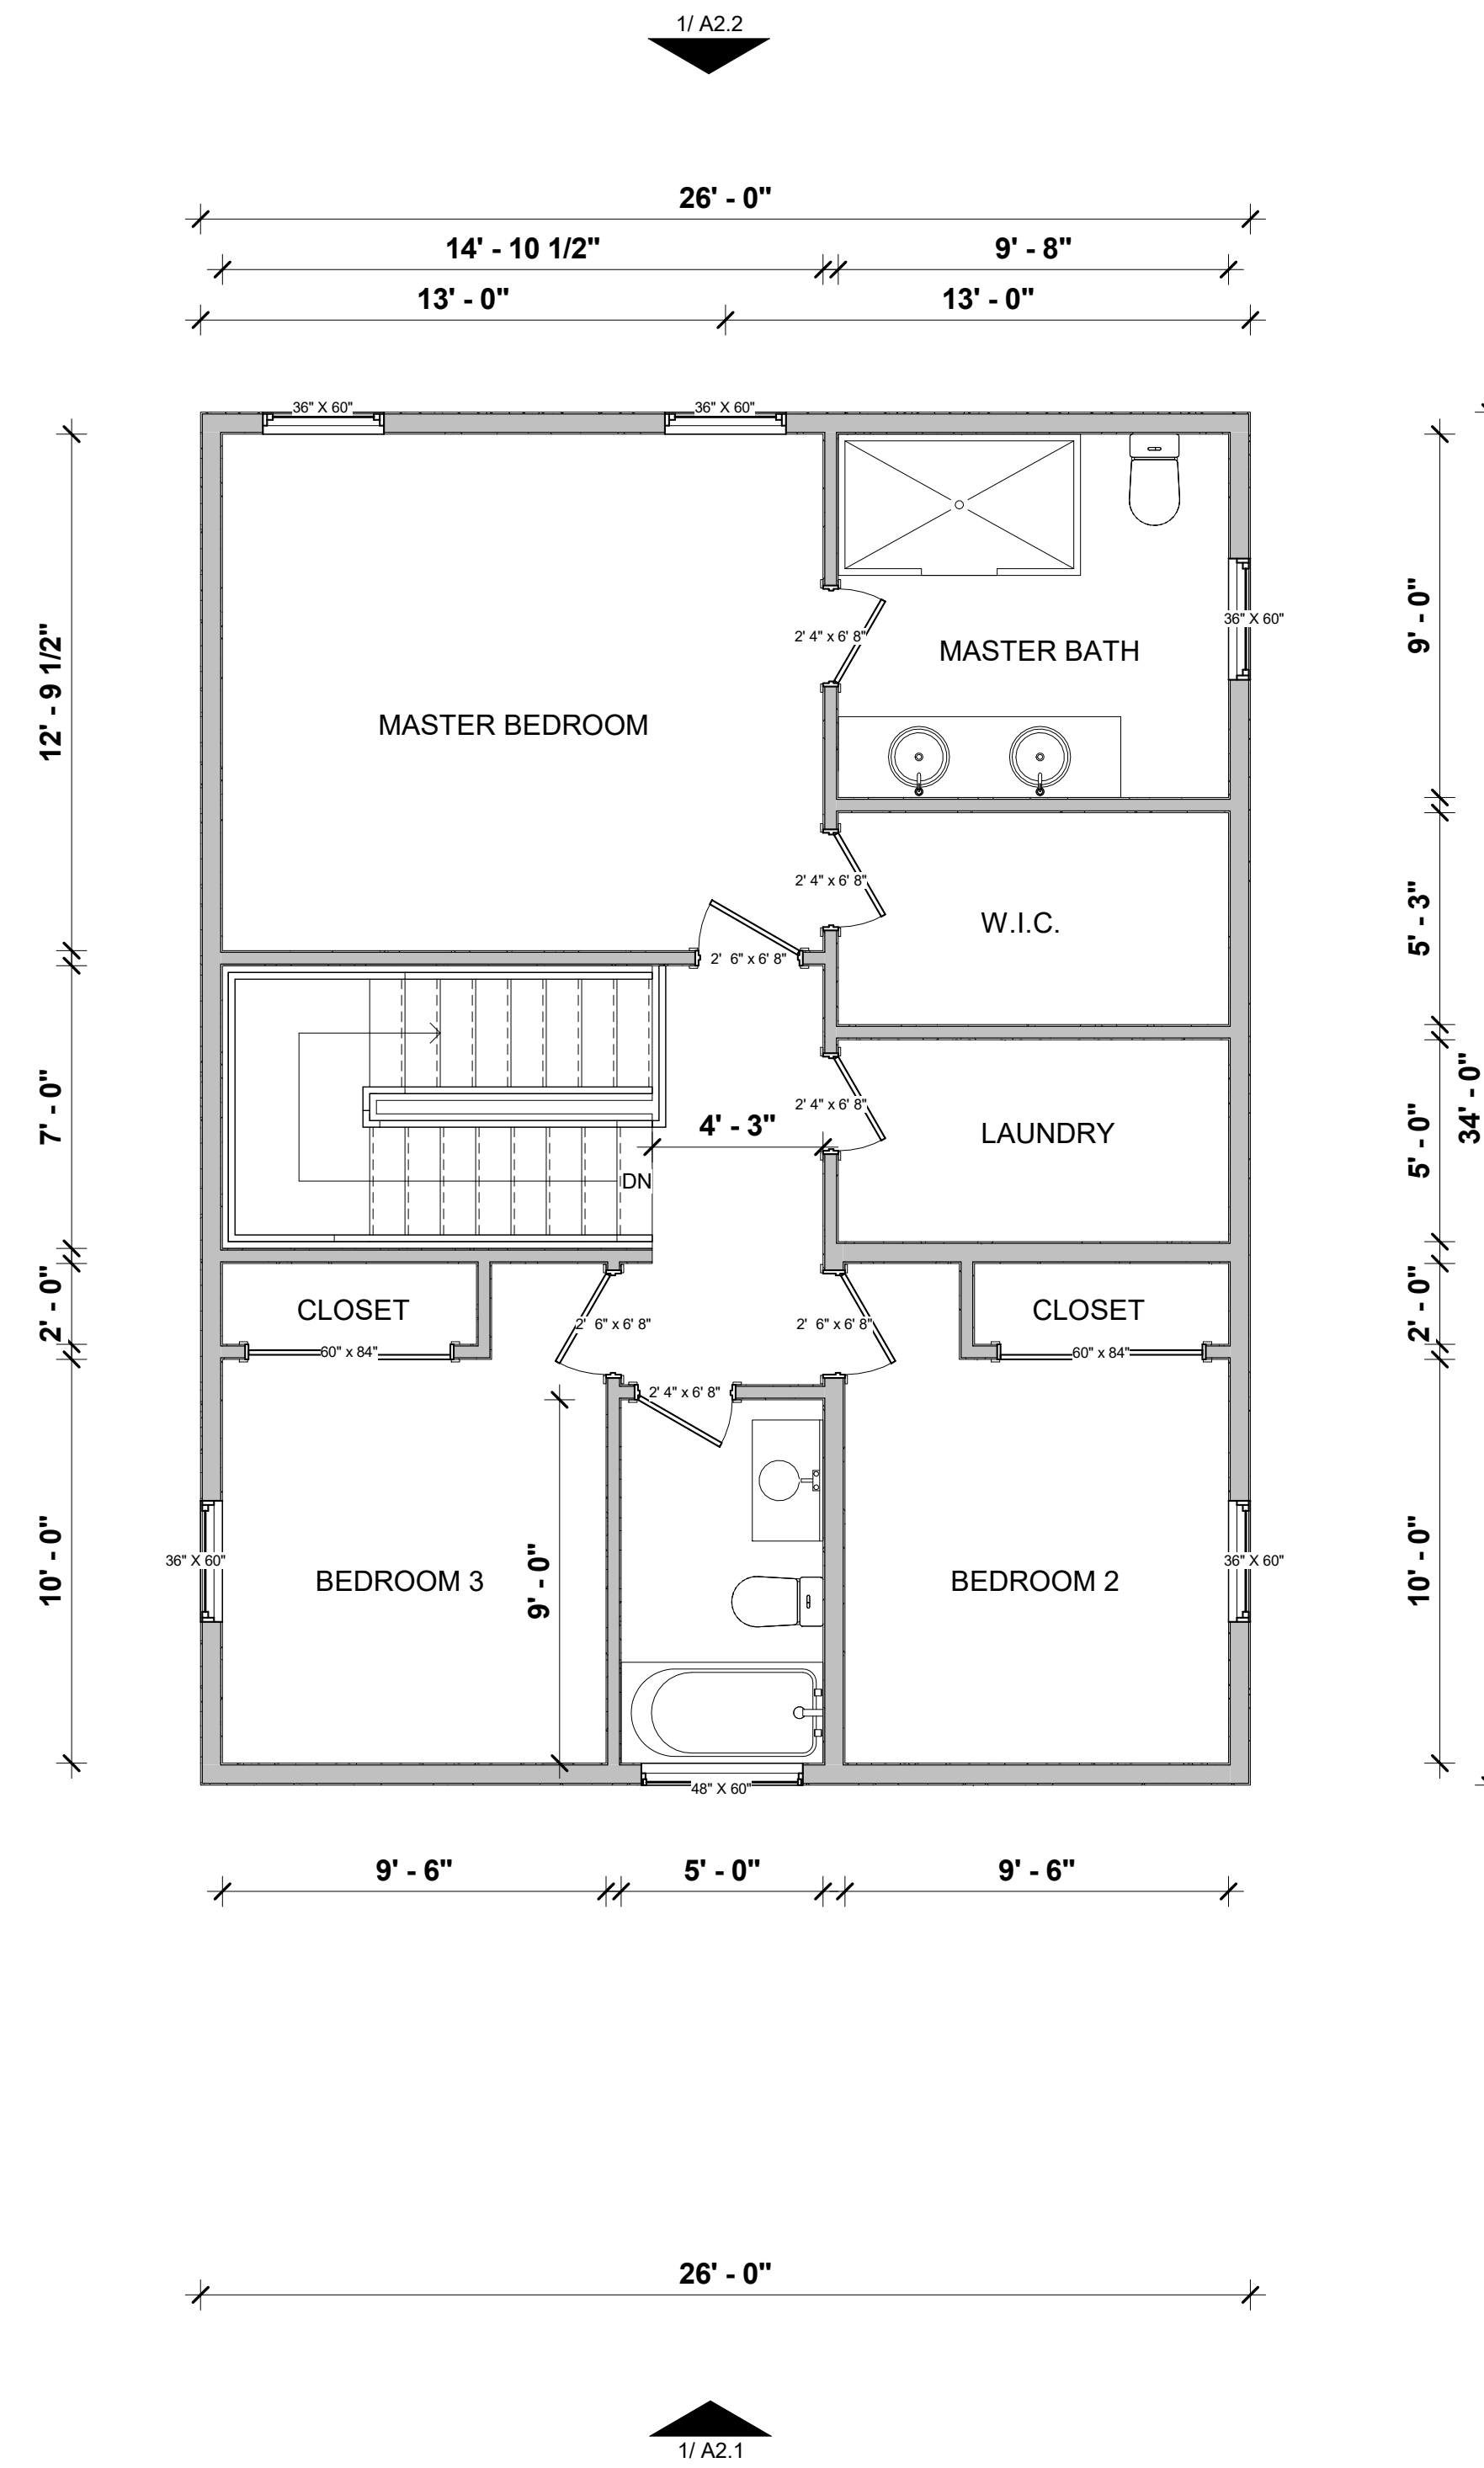 1/ A2.2
26' - 0"
14' - 10 1/2"
9' - 8"
13' - 0"
13' - 0"
36" X 60"
36" X 60"
12' - 9 1/2"
9' - 0"
36" X 60"
2' 4" x 6' 8"
MASTER BATH
MASTER BEDROOM
2' 4" x 6' 8"
5' - 3"
W.I.C.
2' 6" x 6' 8"
7' - 0"
2' 4" x 6' 8"
4' - 3"
LAUNDRY
5' - 0"
34' - 0"
DN
2' - 0"
CLOSET
CLOSET
2' - 0"
2' 6" x 6' 8"
2' 6" x 6' 8"
60" x 84"
60" x 84"
2' 4" x 6' 8"
10' - 0"
36" X 60"
BEDROOM 3
9' - 0"
BEDROOM 2
36" X 60"
10' - 0"
48" X 60"
9' - 6"
5' - 0"
9' - 6"
26' - 0"
1/ A2.1